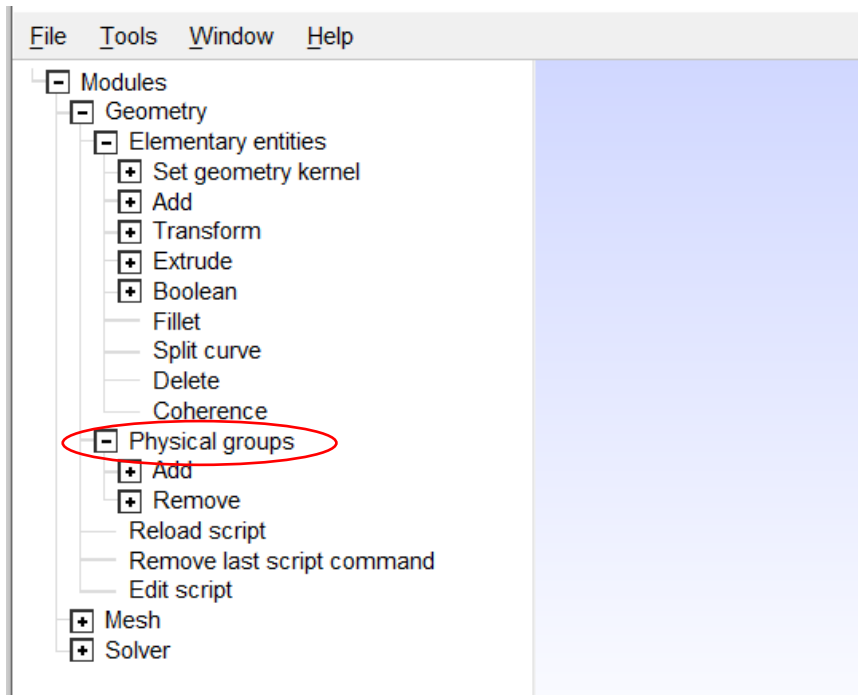 File Tools Window Help
Modules
Geometry
Elementary entities
Set geometry kernel
Add
Transform
Extrude
Boolean
Fillet
Split curve
Delete
Coherence
Physical groups
Add
Remove
Reload script
Remove last script command
Edit script
Mesh
Solver